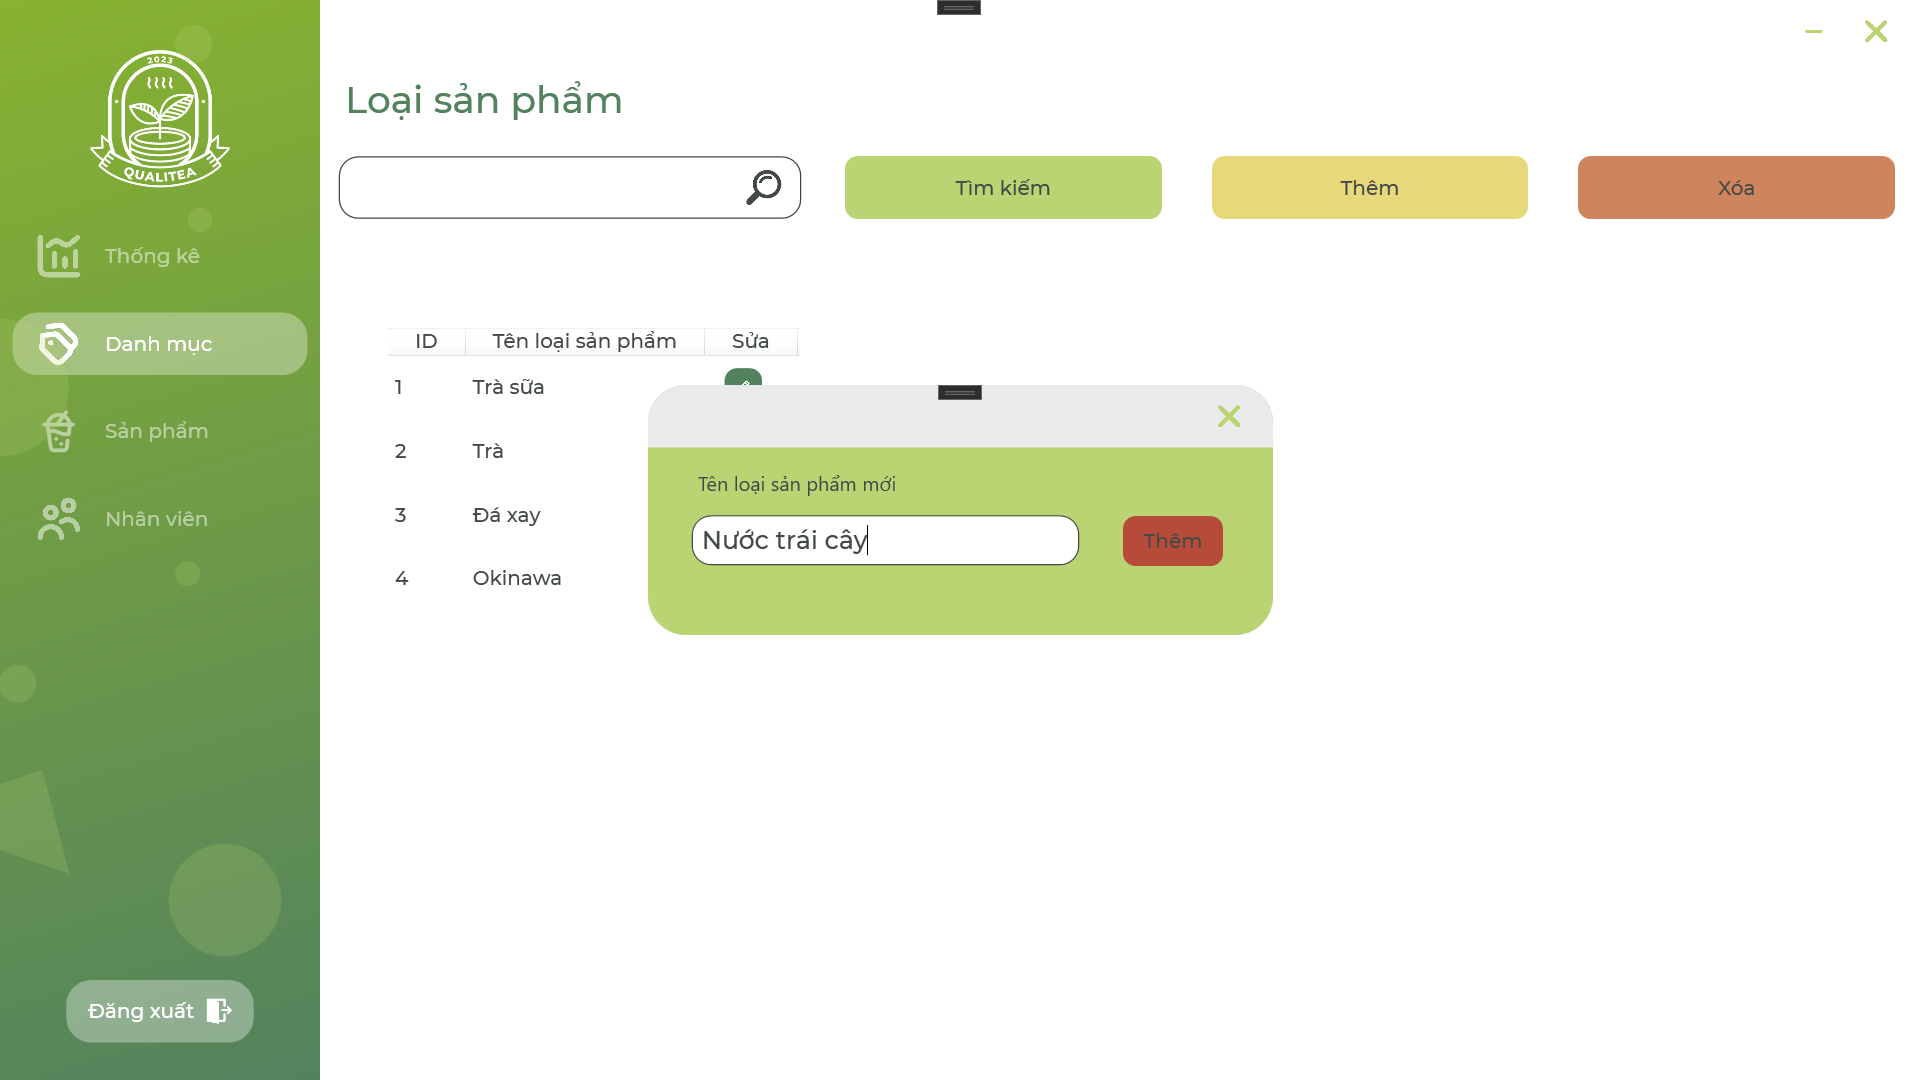 2023
QUALITEA
Thống kê
Danh mục
Sản phẩm
Nhân viên
Đăng xuất
Loại sản phẩm
Tìm kiếm
Thêm
Xóa
ID Tên loại sản phẩm Sửa
1 Trà sữa
2 Trà
3 Đá xay
4 Okinawa
Tên loại sản phẩm mới
Nước trái cây
Thêm